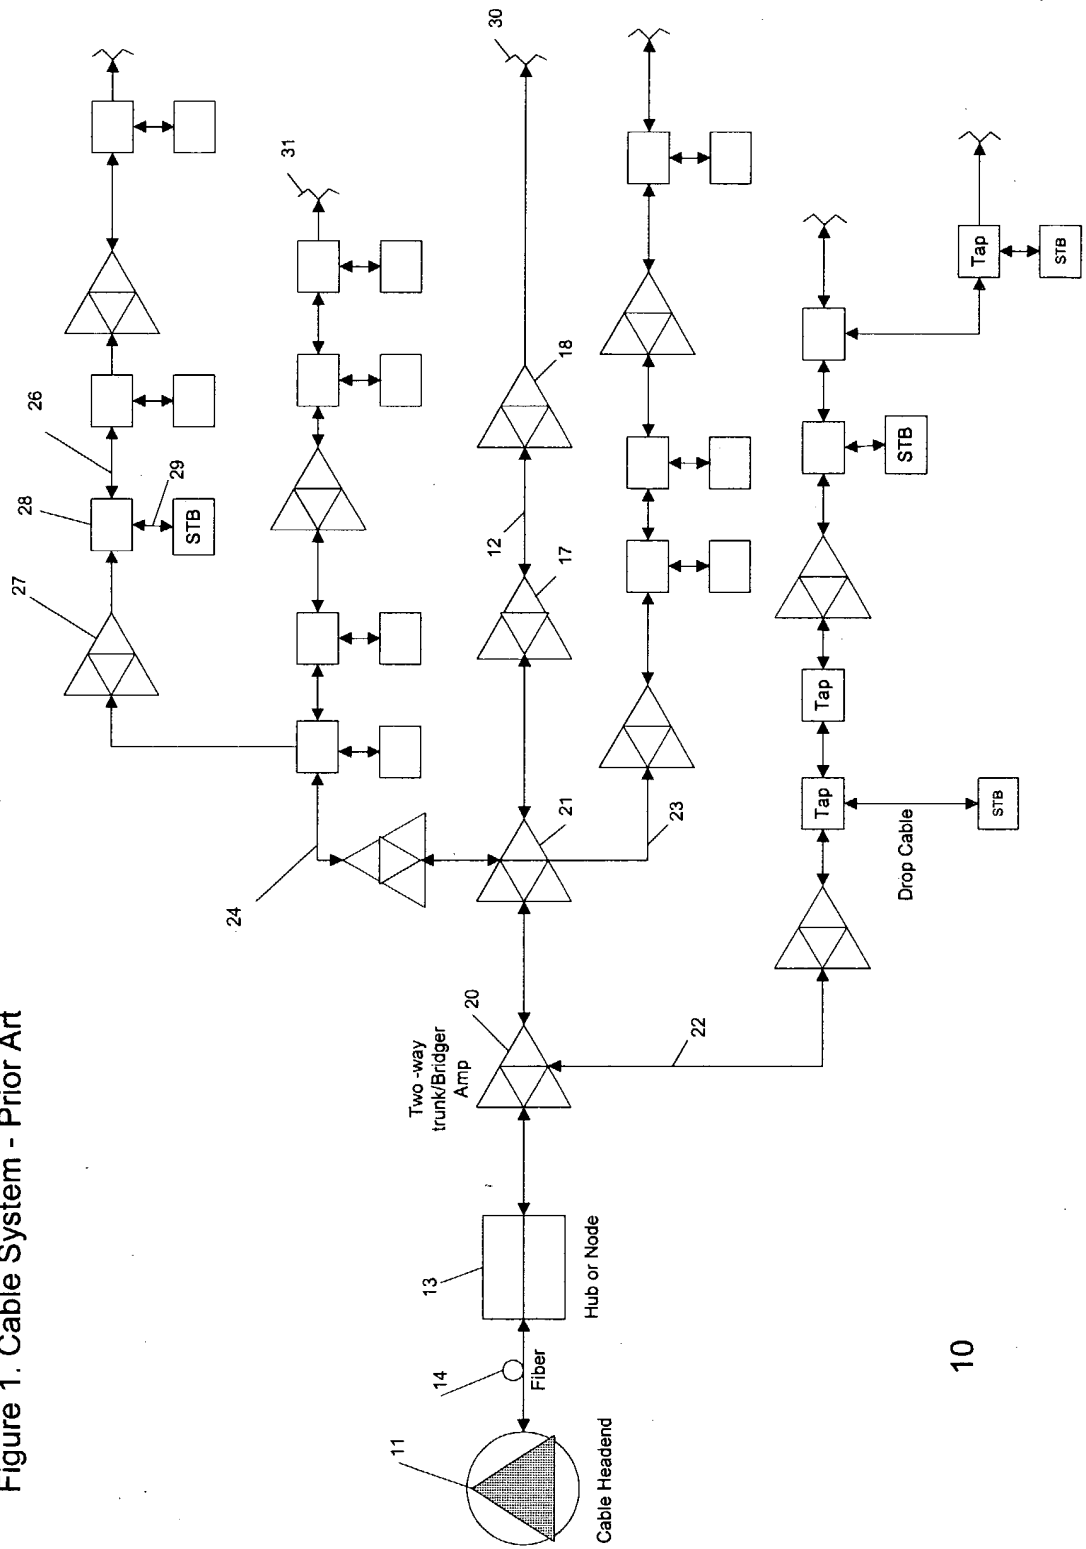 Figure 1. Cable System - Prior Art
10
11
Cable Headend
14
Fiber
13
Hub or Node
Two -way
trunk/Bridger
Amp
20
22
24
21
23
Drop Cable
Tap
STB
Tap
27
28
STB
29
26
17
12
18
31
30
STB
Tap
STB